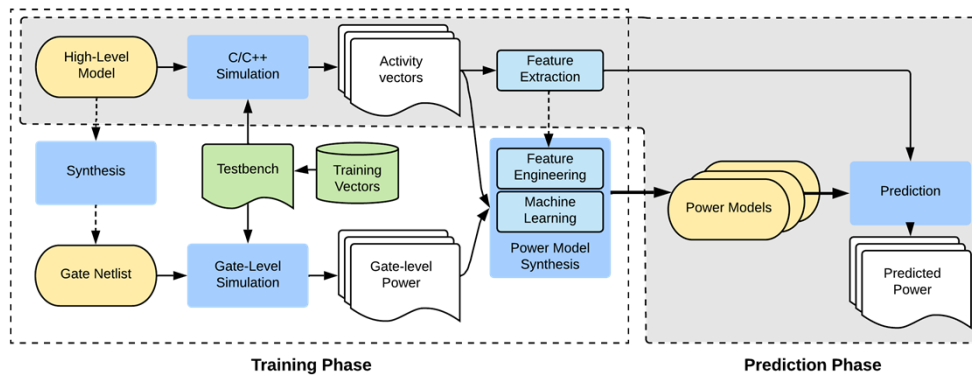 High-Level
Model
C/C++
Simulation
Activity
vectors
Feature
Extraction
Synthesis
Testbench
Training
Vectors
Feature
Engineering
Machine
Learning
Power Model
Synthesis
Power Models
Prediction
Gate Netlist
Gate-Level
Simulation
Gate-level
Power
Predicted
Power
Training Phase
Prediction Phase